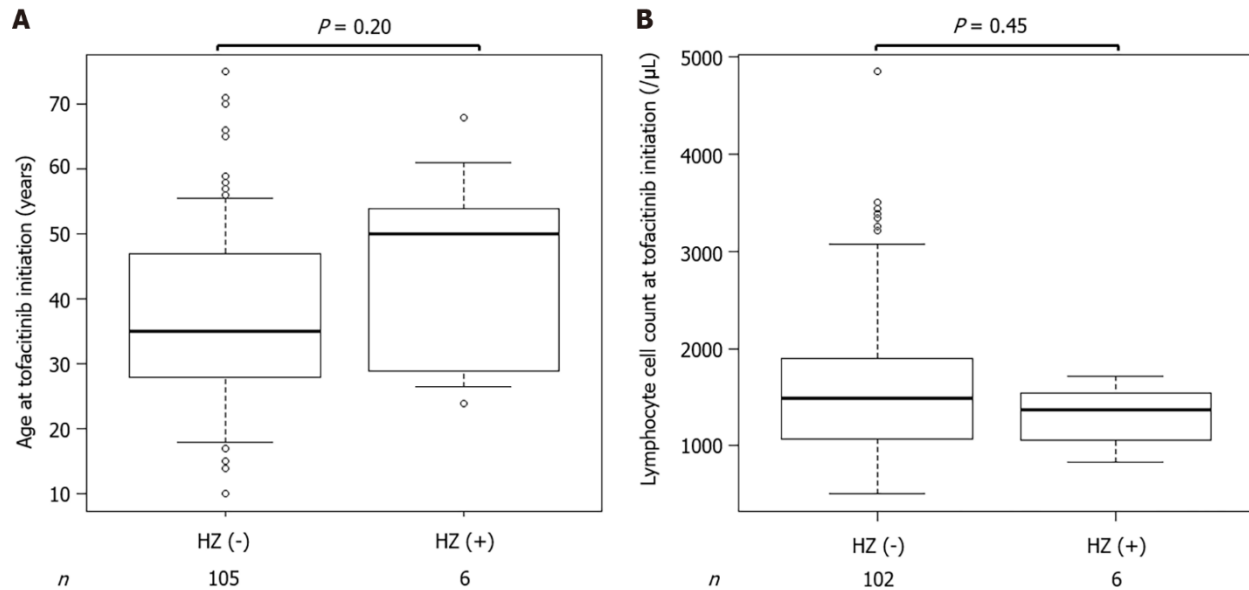 A
P = 0.20
Age at tofacitinib initiation (years)
70
60
50
40
30
20
10
HZ (-)
HZ (+)
n
105
6
B
P = 0.45
Lymphocyte cell count at tofacitinib initiation (/µL)
5000
4000
3000
2000
1000
HZ (-)
HZ (+)
n
102
6